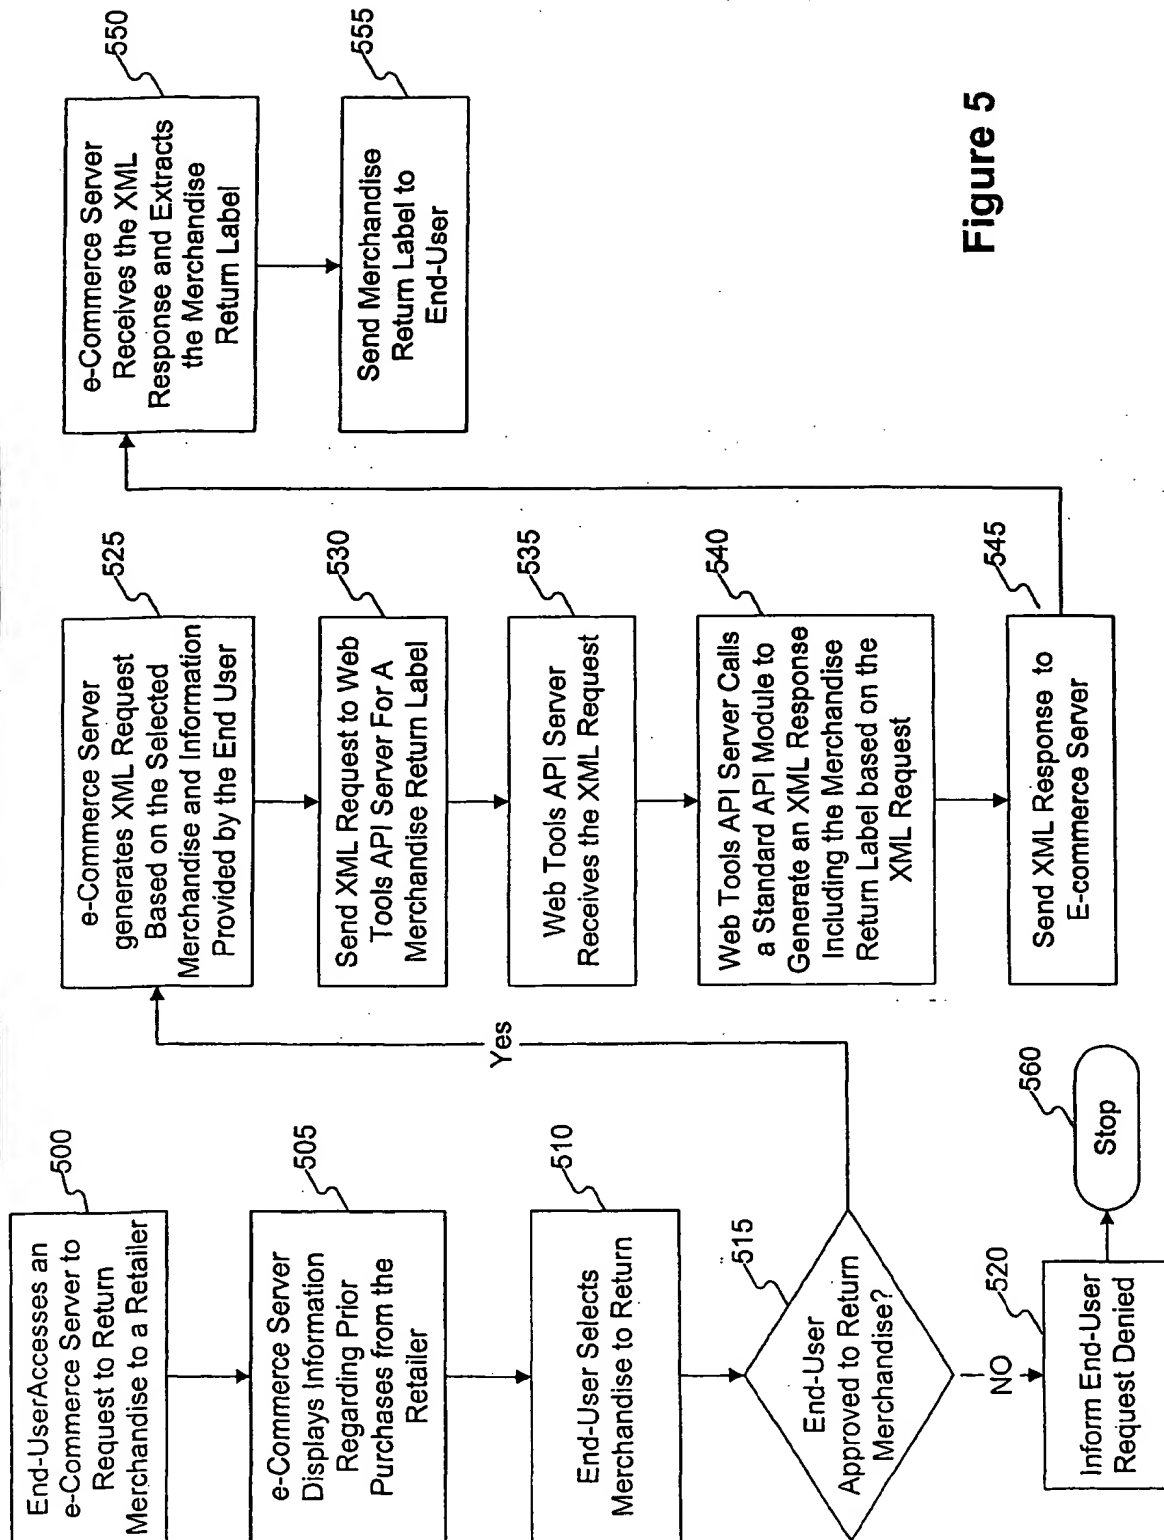 End-UserAccesses an
e-Commerce Server to
Request to Return
Merchandise to a Retailer
500
e-Commerce Server
Displays Information
Regarding Prior
Purchases from the
Retailer
505
End-User Selects
Merchandise to Return
510
End-User
Approved to Return
Merchandise?
515
Yes
NO
Inform End-User
Request Denied
520
Stop
560
e-Commerce Server
generates XML Request
Based on the Selected
Merchandise and Information
Provided by the End User
525
Send XML Request to Web
Tools API Server For A
Merchandise Return Label
530
Web Tools API Server
Receives the XML Request
535
Web Tools API Server Calls
a Standard API Module to
Generate an XML Response
Including the Merchandise
Return Label based on the
XML Request
540
Send XML Response to
E-commerce Server
545
e-Commerce Server
Receives the XML
Response and Extracts
the Merchandise
Return Label
550
Send Merchandise
Return Label to
End-User
555
Figure 5